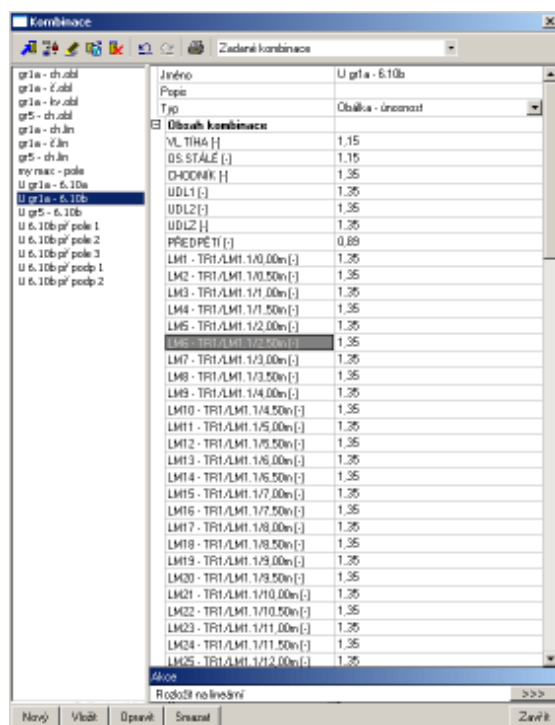 Kombinace
Zadané kombinace
gr1a - ch.obl
gr1a - č.obl
gr1a - kv.obl
gr5 - ch.obl
gr1a - ch.lin
gr1a - č.lin
gr5 - ch.lin
my max - pole
U gr1a - 6.10a
U gr1a - 6.10b
U gr5 - 6.10b
U 6.10b př pole 1
U 6.10b př pole 2
U 6.10b př pole 3
U 6.10b př podp 1
U 6.10b př podp 2
Jméno U gr1a - 6.10b
Popis
Typ Obálka - únosnost
Obsah kombinace
VL.TÍHA [-] 1,15
OS.STÁLÉ [-] 1,15
CHODNÍK [-] 1,35
UDL1 [-] 1,35
UDL2 [-] 1,35
UDLZ [-] 1,35
PŘEDPĚTÍ [-] 0,89
LM1 - TR1/LM1.1/0,00m [-] 1,35
LM2 - TR1/LM1.1/0,50m [-] 1,35
LM3 - TR1/LM1.1/1,00m [-] 1,35
LM4 - TR1/LM1.1/1,50m [-] 1,35
LM5 - TR1/LM1.1/2,00m [-] 1,35
LM6 - TR1/LM1.1/2,50m [-] 1,35
LM7 - TR1/LM1.1/3,00m [-] 1,35
LM8 - TR1/LM1.1/3,50m [-] 1,35
LM9 - TR1/LM1.1/4,00m [-] 1,35
LM10 - TR1/LM1.1/4,50m [-] 1,35
LM11 - TR1/LM1.1/5,00m [-] 1,35
LM12 - TR1/LM1.1/5,50m [-] 1,35
LM13 - TR1/LM1.1/6,00m [-] 1,35
LM14 - TR1/LM1.1/6,50m [-] 1,35
LM15 - TR1/LM1.1/7,00m [-] 1,35
LM16 - TR1/LM1.1/7,50m [-] 1,35
LM17 - TR1/LM1.1/8,00m [-] 1,35
LM18 - TR1/LM1.1/8,50m [-] 1,35
LM19 - TR1/LM1.1/9,00m [-] 1,35
LM20 - TR1/LM1.1/9,50m [-] 1,35
LM21 - TR1/LM1.1/10,00m [-] 1,35
LM22 - TR1/LM1.1/10,50m [-] 1,35
LM23 - TR1/LM1.1/11,00m [-] 1,35
LM24 - TR1/LM1.1/11,50m [-] 1,35
LM25 - TR1/LM1.1/12,00m [-] 1,35
Akce
Rozložit na lineární >>>
Nový Vložit Opravit Smazat Zavřít